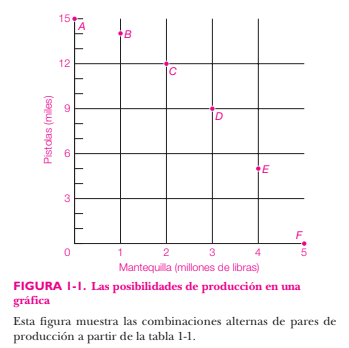 15
A
B
12
C
9
D
Pistolas (miles)
6
E
3
F
0
1
2
3
4
5
Mantequilla (millones de libras)
FIGURA 1-1. Las posibilidades de producción en una
gráfica
Esta figura muestra las combinaciones alternas de pares de
producción a partir de la tabla 1-1.